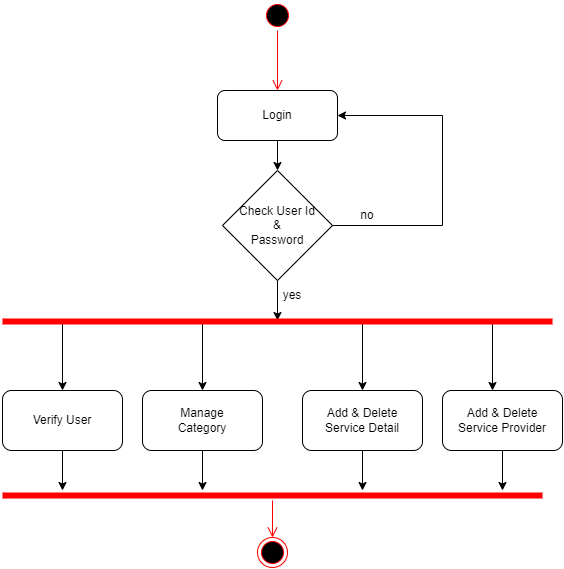 Login
Check User Id
&
Password
no
yes
Verify User
Manage
Category
Add & Delete
Service Detail
Add & Delete
Service Provider